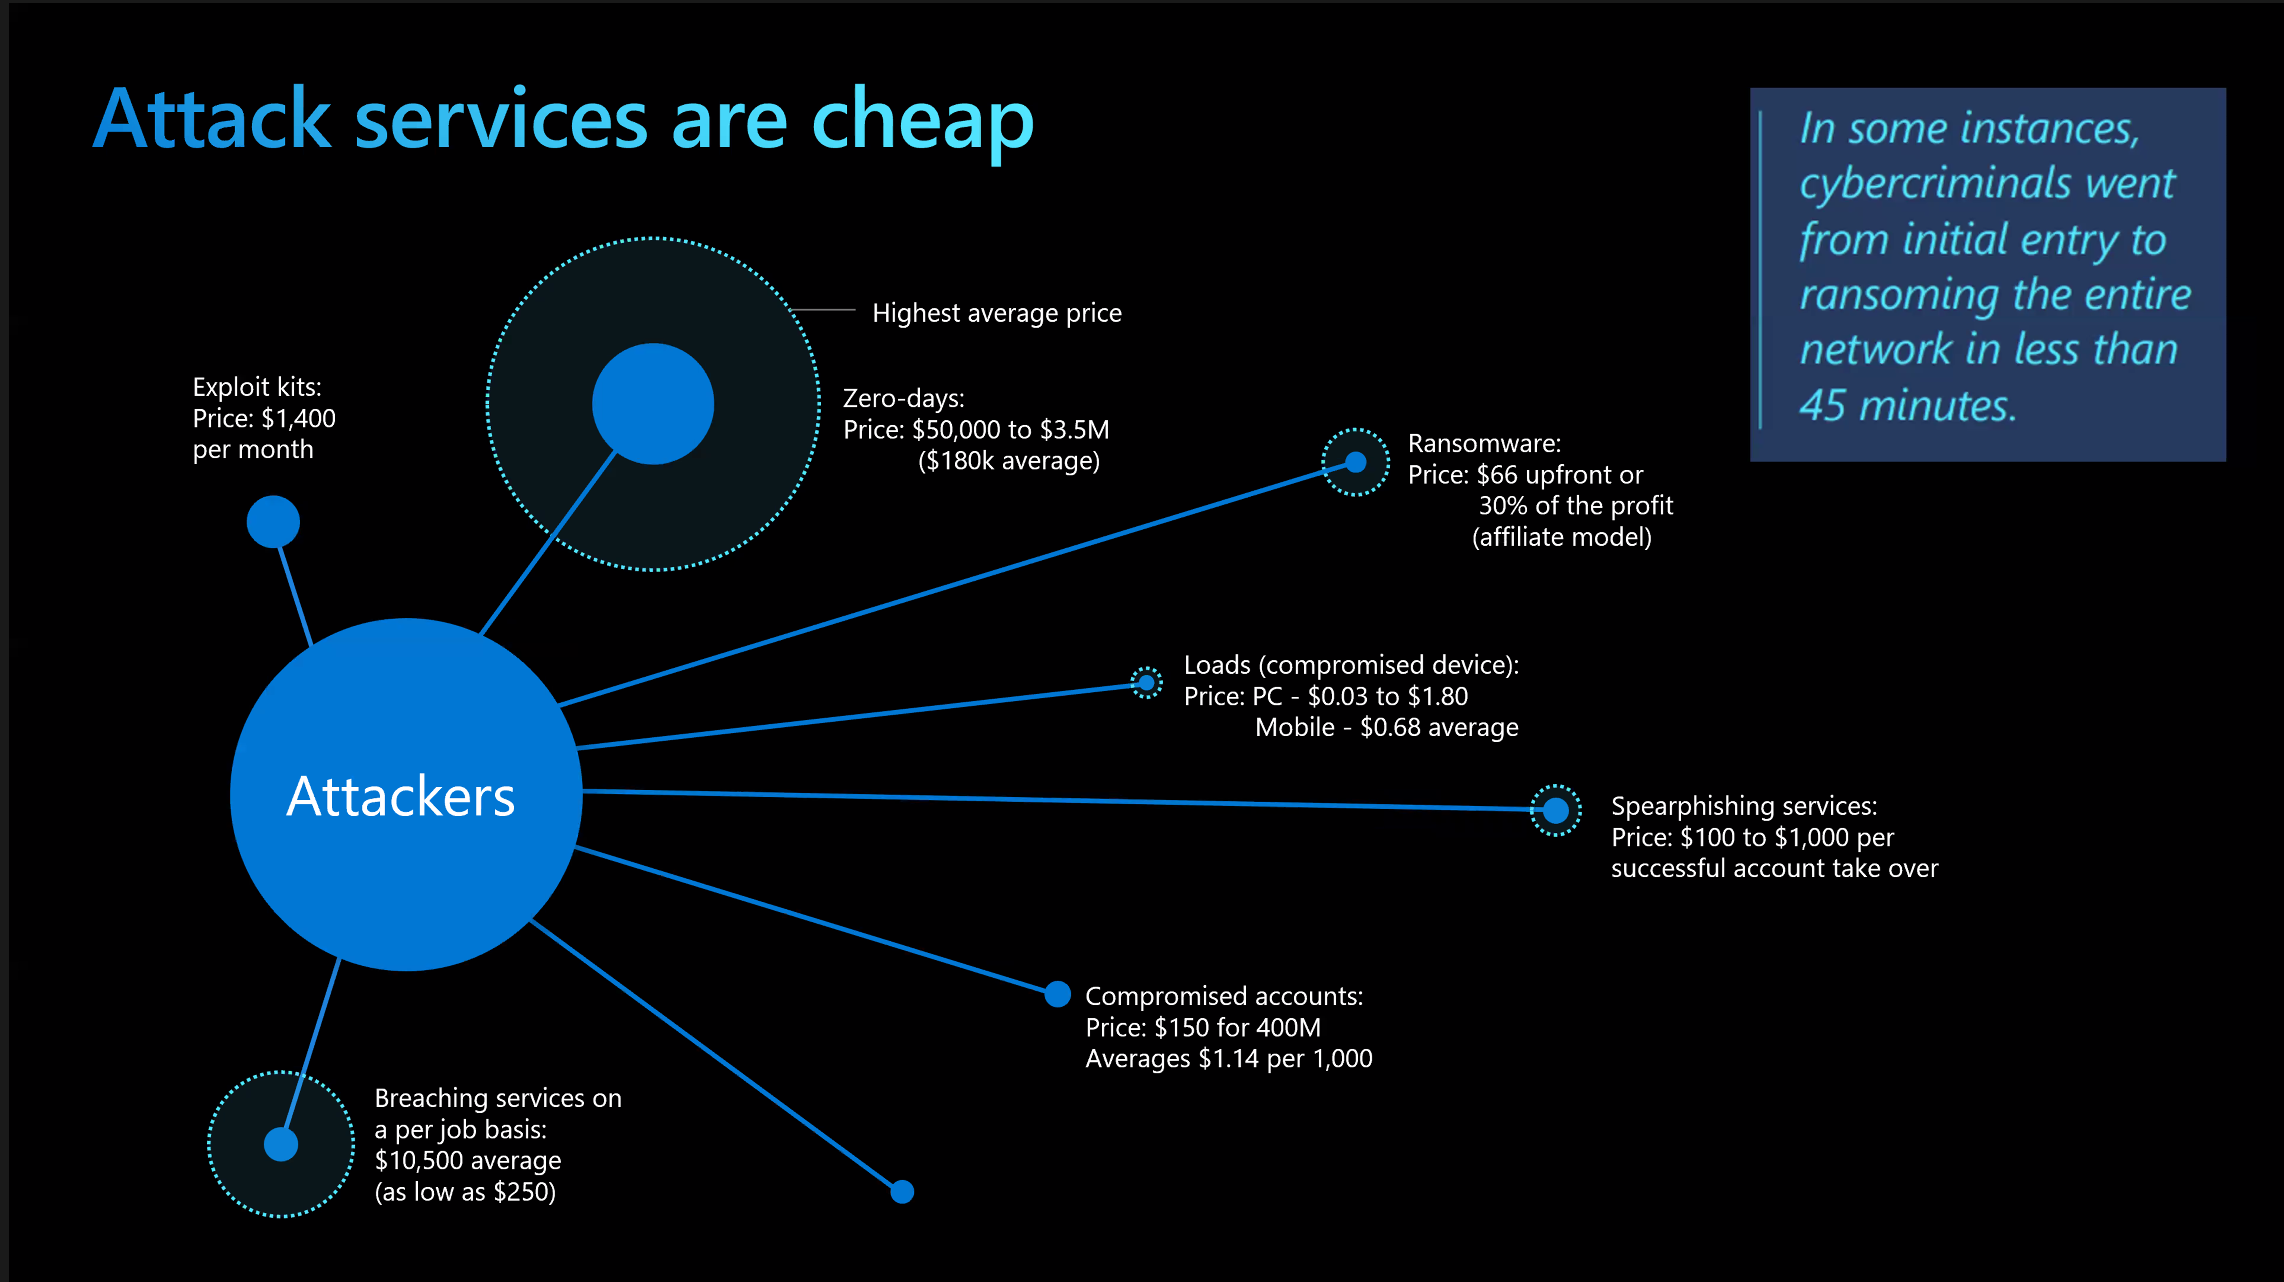 Attack services are cheap
In some instances,
cybercriminals went
from initial entry to
ransoming the entire
network in less than
45 minutes.
Highest average price
Exploit kits:
Price: $1,400
per month
Zero-days:
Price: $50,000 to $3.5M
($180k average)
Ransomware:
Price: $66 upfront or
30% of the profit
(affiliate model)
Loads (compromised device):
Price: PC - $0.03 to $1.80
Mobile - $0.68 average
Attackers
Spearphishing services:
Price: $100 to $1,000 per
successful account take over
Compromised accounts:
Price: $150 for 400M
Averages $1.14 per 1,000
Breaching services on
a per job basis:
$10,500 average
(as low as $250)